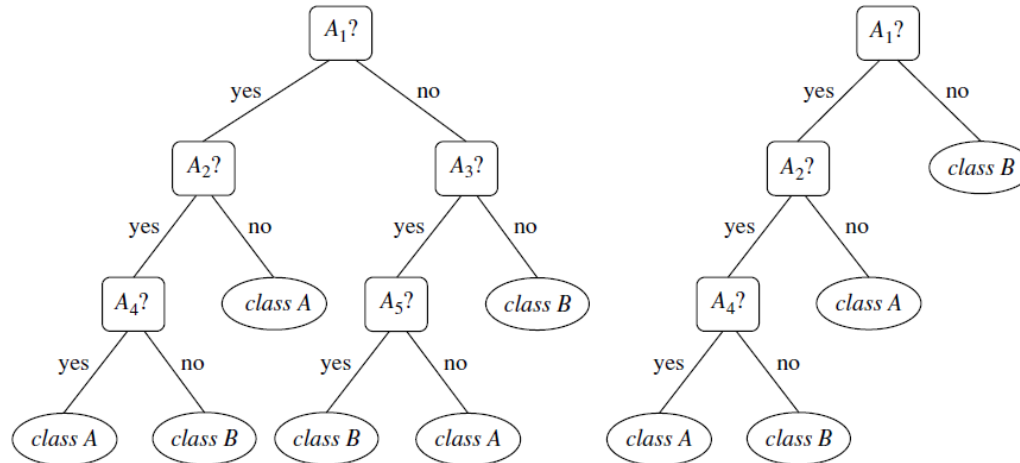 A₁? A₁?
yes no yes no
A₂? A₃? A₂? class B
yes no yes no yes no
A₄? class A A₅? class B A₄? class A
yes no yes no yes no
class A class B class B class A class A class B